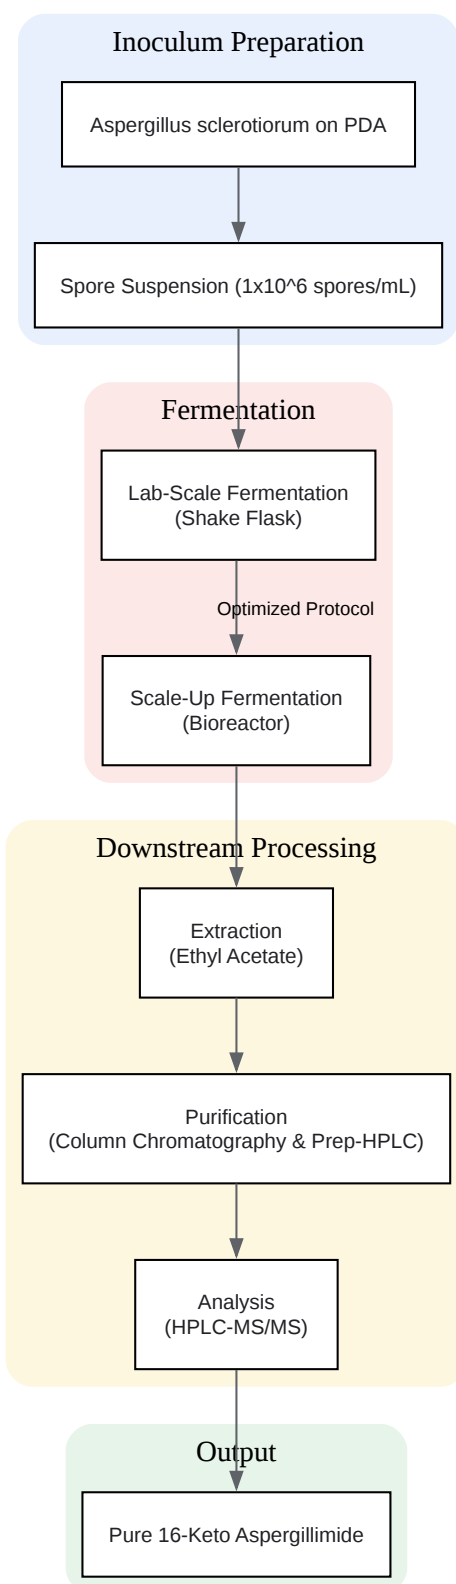 Inoculum Preparation
Aspergillus sclerotiorum on PDA
Spore Suspension (1x10^6 spores/mL)
Fermentation
Lab-Scale Fermentation
(Shake Flask)
Optimized Protocol
Scale-Up Fermentation
(Bioreactor)
Downstream Processing
Extraction
(Ethyl Acetate)
Purification
(Column Chromatography & Prep-HPLC)
Analysis
(HPLC-MS/MS)
Output
Pure 16-Keto Aspergillimide